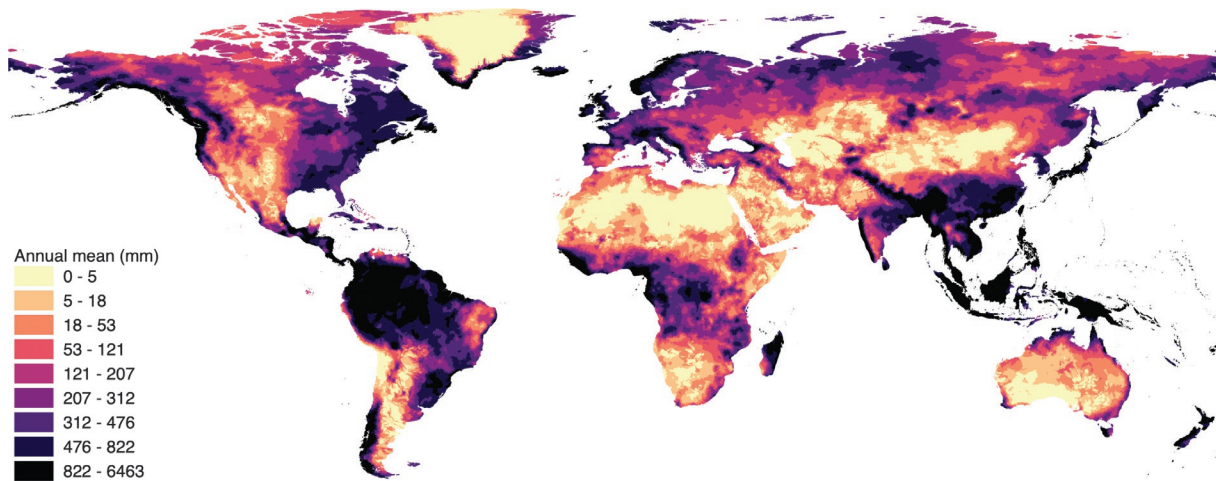 Annual mean (mm)
0 - 5
5 - 18
18 - 53
53 - 121
121 - 207
207 - 312
312 - 476
476 - 822
822 - 6463